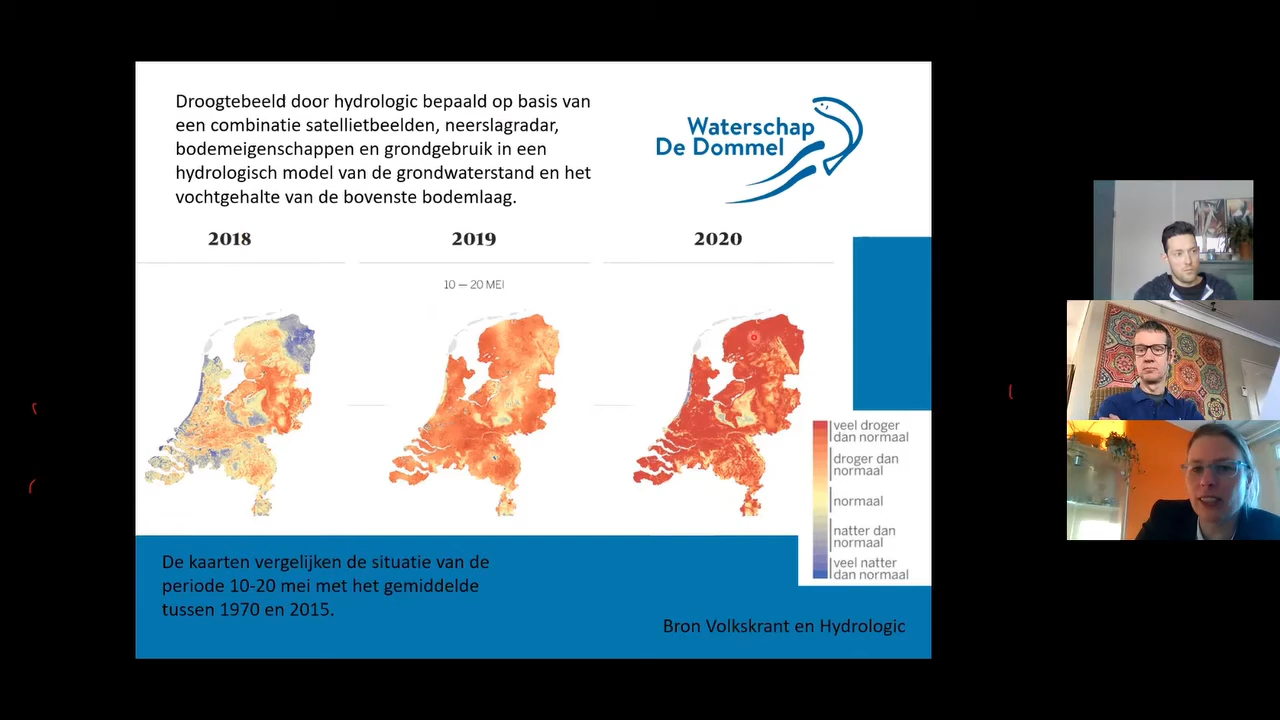 Droogtebeeld door hydrologic bepaald op basis van
een combinatie satellietbeelden, neerslagradar,
bodemeigenschappen en grondgebruik in een
hydrologisch model van de grondwaterstand en het
vochtgehalte van de bovenste bodemlaag.
Waterschap
De Dommel
2018
2019
2020
10 — 20 MEI
veel droger
dan normaal
droger dan
normaal
normaal
natter dan
normaal
veel natter
dan normaal
De kaarten vergelijken de situatie van de
periode 10-20 mei met het gemiddelde
tussen 1970 en 2015.
Bron Volkskrant en Hydrologic